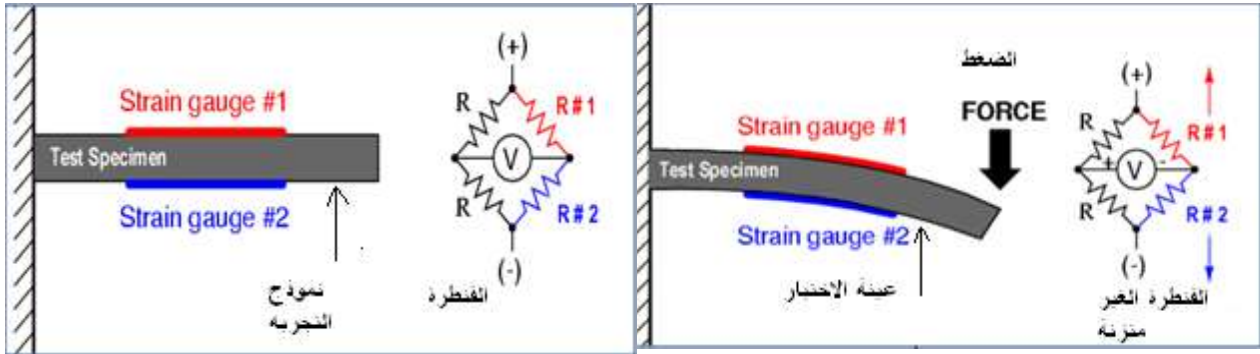 (+)
Strain gauge #1
R
R#1
Test Specimen
V
Strain gauge #2
R
R#2
(-)
نموذج
التجربه
القنطرة
الضغط
(+)
FORCE
Strain gauge #1
R
R#1
Test Specimen
+ V -
R
R#2
Strain gauge #2
(-)
عينة الاختبار
القنطرة الغير
متزنة